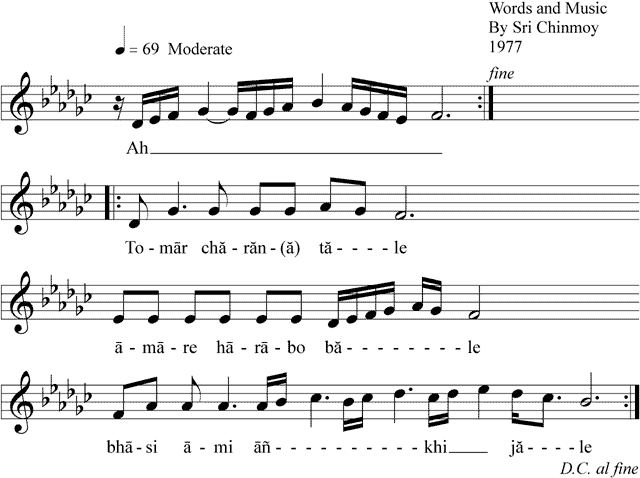 Words and Music
By Sri Chinmoy
1977
♩ = 69 Moderate
fine
Ah
To-mār chă-răn-(ă) tă----le
ā-mā-re hā-rā-bo bă--------le
bhā-si ā-mi āñ-----------khi jă---le
D.C. al fine